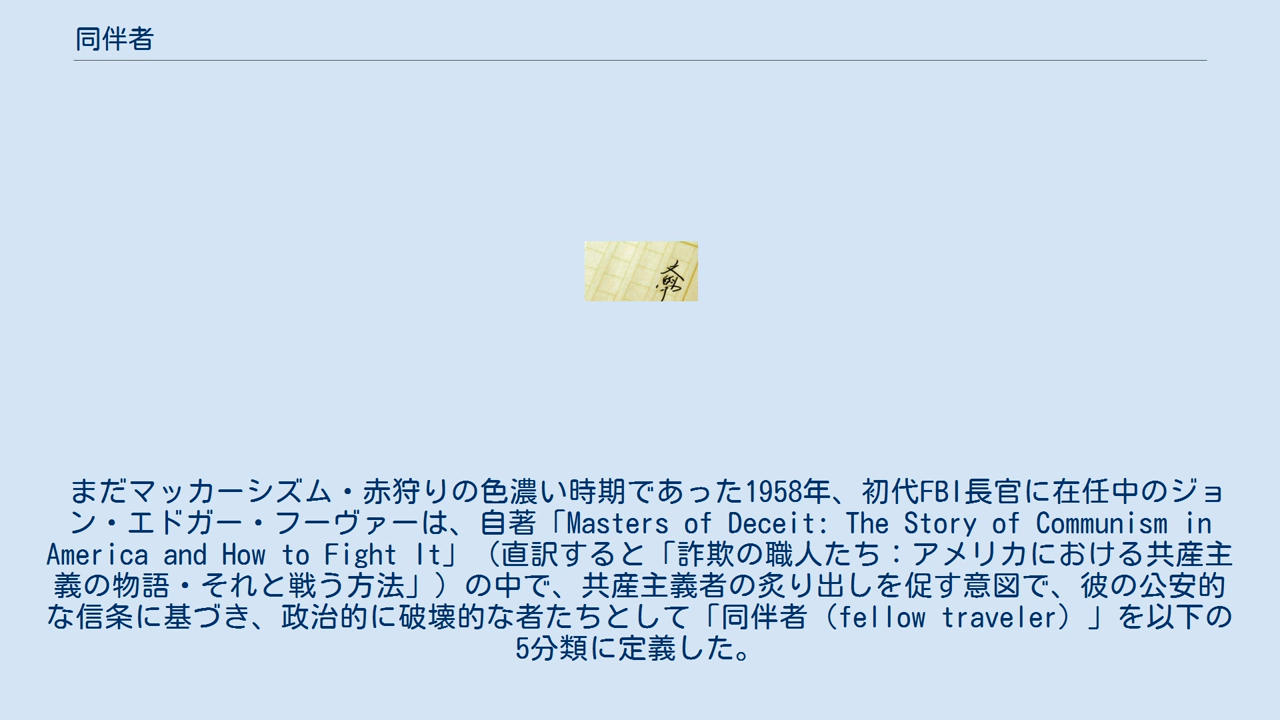 同伴者
まだマッカーシズム・赤狩りの色濃い時期であった1958年、初代FBI長官に在任中のジョ
ン・エドガー・フーヴァーは、自著「Masters of Deceit: The Story of Communism in
America and How to Fight It」（直訳すると「詐欺の職人たち：アメリカにおける共産主
義の物語・それと戦う方法」）の中で、共産主義者の炙り出しを促す意図で、彼の公安的
な信条に基づき、政治的に破壊的な者たちとして「同伴者（fellow traveler）」を以下の
5分類に定義した。